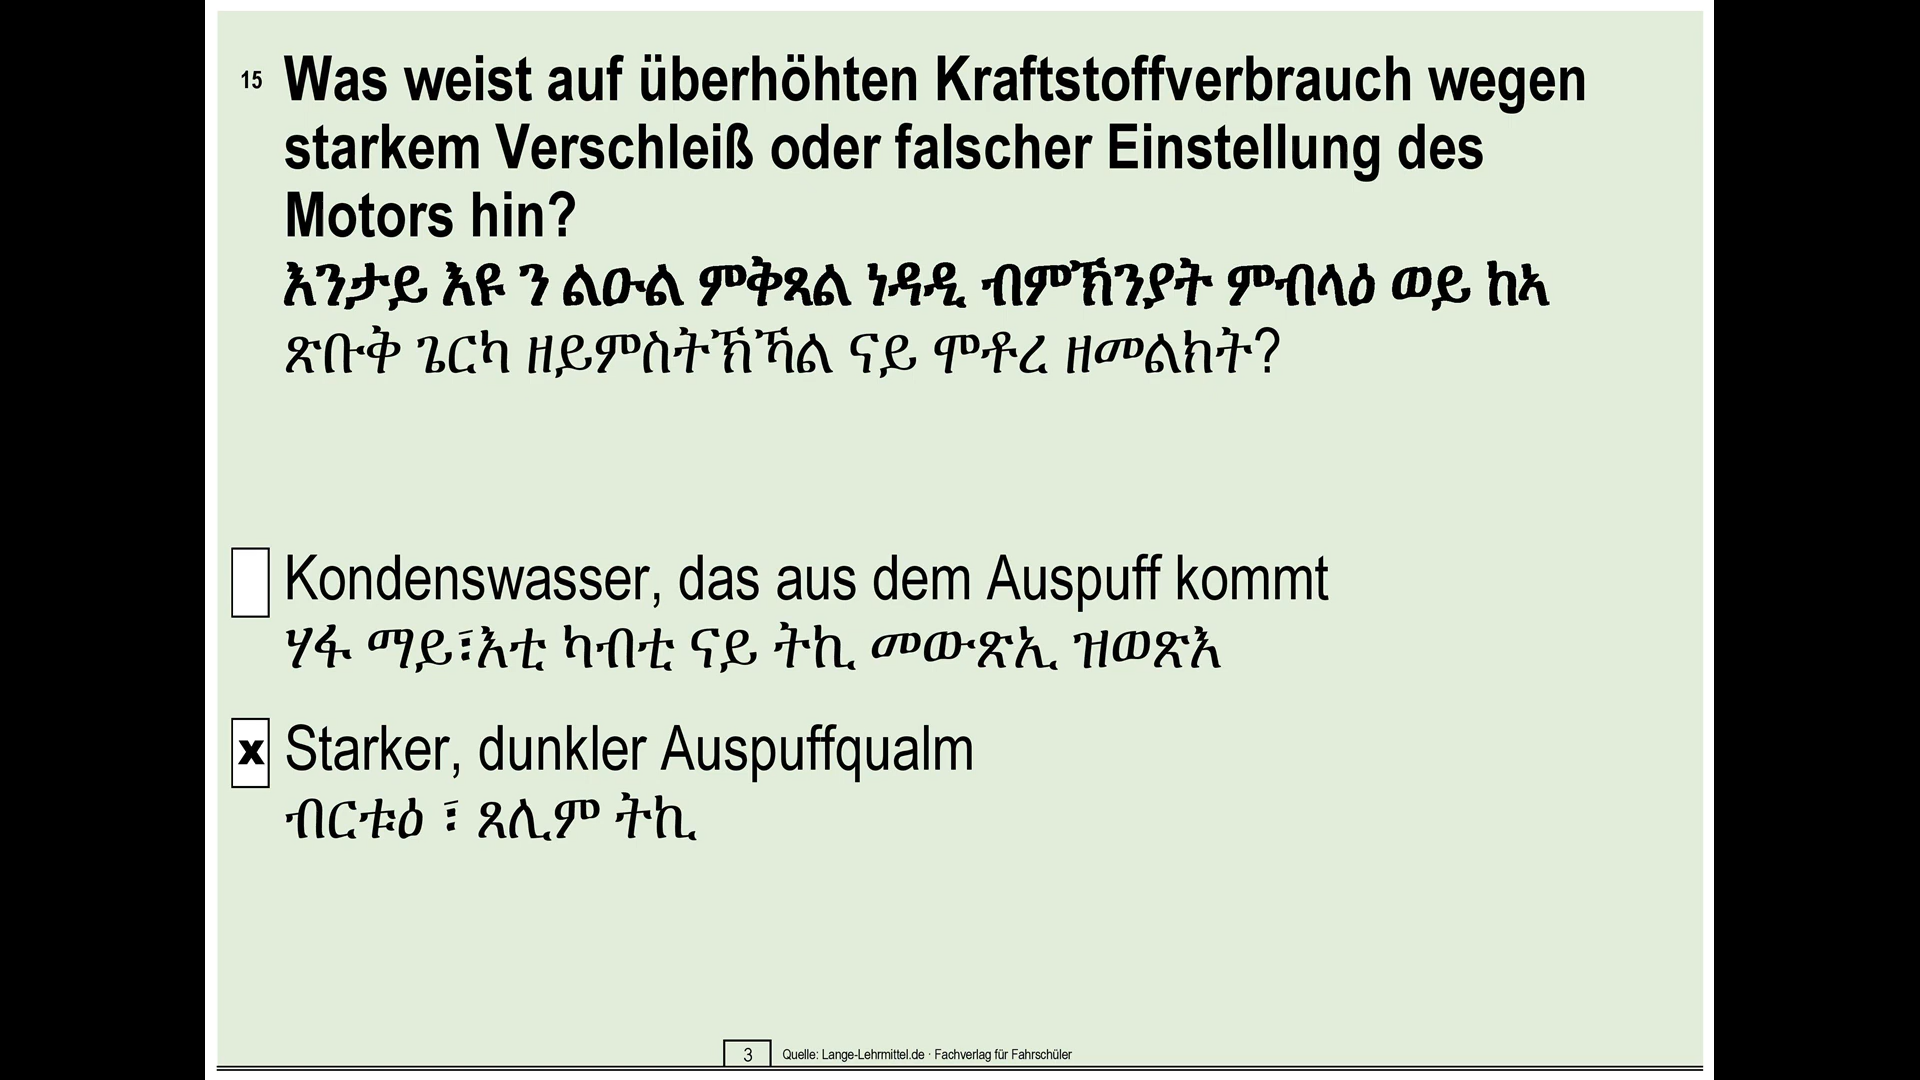 15 Was weist auf überhöhten Kraftstoffverbrauch wegen
starkem Verschleiß oder falscher Einstellung des
Motors hin?
እንታይ እዩ ን ልዑል ምቅጻል ነዳዲ ብምኽንያት ምብላዕ ወይ ከኣ
ጽቡቅ ጌርካ ዘይምስትኽኻል ናይ ሞቶረ ዘመልክት?
Kondenswasser, das aus dem Auspuff kommt
ሃፋ ማይ፣እቲ ካብቲ ናይ ትኪ መውጽኢ ዝወጽእ
x Starker, dunkler Auspuffqualm
ብርቱዕ ፣ ጸሊም ትኪ
3 Quelle: Lange-Lehrmittel.de · Fachverlag für Fahrschüler